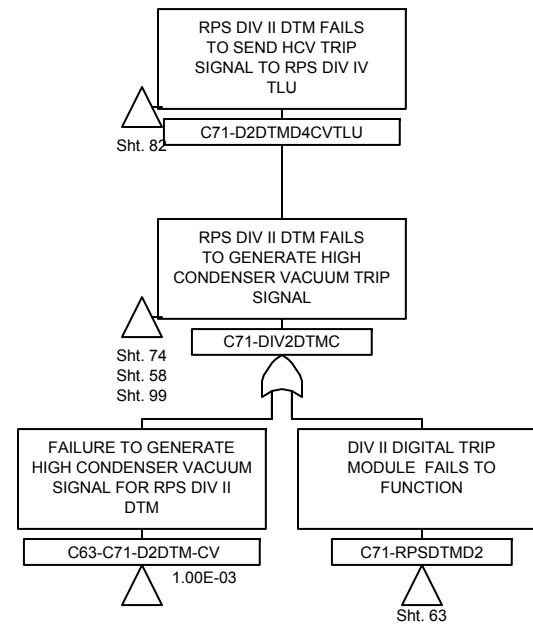 RPS DIV II DTM FAILS
TO SEND HCV TRIP
SIGNAL TO RPS DIV IV
TLU
C71-D2DTMD4CVTLU
Sht. 82
RPS DIV II DTM FAILS
TO GENERATE HIGH
CONDENSER VACUUM TRIP
SIGNAL
C71-DIV2DTMC
Sht. 74
Sht. 58
Sht. 99
FAILURE TO GENERATE
HIGH CONDENSER VACUUM
SIGNAL FOR RPS DIV II
DTM
C63-C71-D2DTM-CV
1.00E-03
DIV II DIGITAL TRIP
MODULE FAILS TO
FUNCTION
C71-RPSDTMD2
Sht. 63